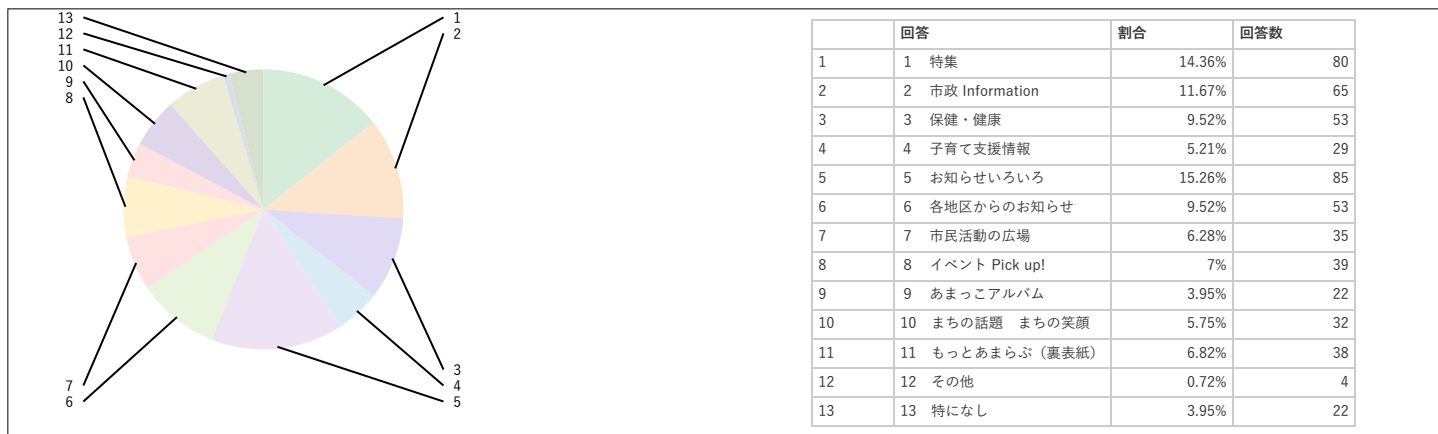 13
12
11
10
9
8
1
2
7
6
3
4
5
回答 割合 回答数
1 1 特集 14.36% 80
2 2 市政 Information 11.67% 65
3 3 保健・健康 9.52% 53
4 4 子育て支援情報 5.21% 29
5 5 お知らせいろいろ 15.26% 85
6 6 各地区からのお知らせ 9.52% 53
7 7 市民活動の広場 6.28% 35
8 8 イベント Pick up! 7% 39
9 9 あまっこアルバム 3.95% 22
10 10 まちの話題　まちの笑顔 5.75% 32
11 11 もっとあまらぶ（裏表紙） 6.82% 38
12 12 その他 0.72% 4
13 13 特になし 3.95% 22